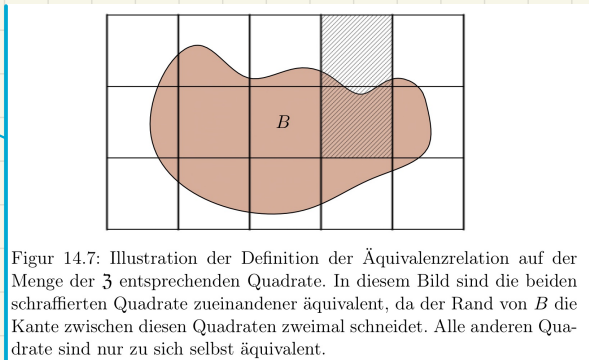 B
Figur 14.7: Illustration der Definition der Äquivalenzrelation auf der
Menge der ℨ entsprechenden Quadrate. In diesem Bild sind die beiden
schraffierten Quadrate zueinandener äquivalent, da der Rand von B die
Kante zwischen diesen Quadraten zweimal schneidet. Alle anderen Qua-
drate sind nur zu sich selbst äquivalent.